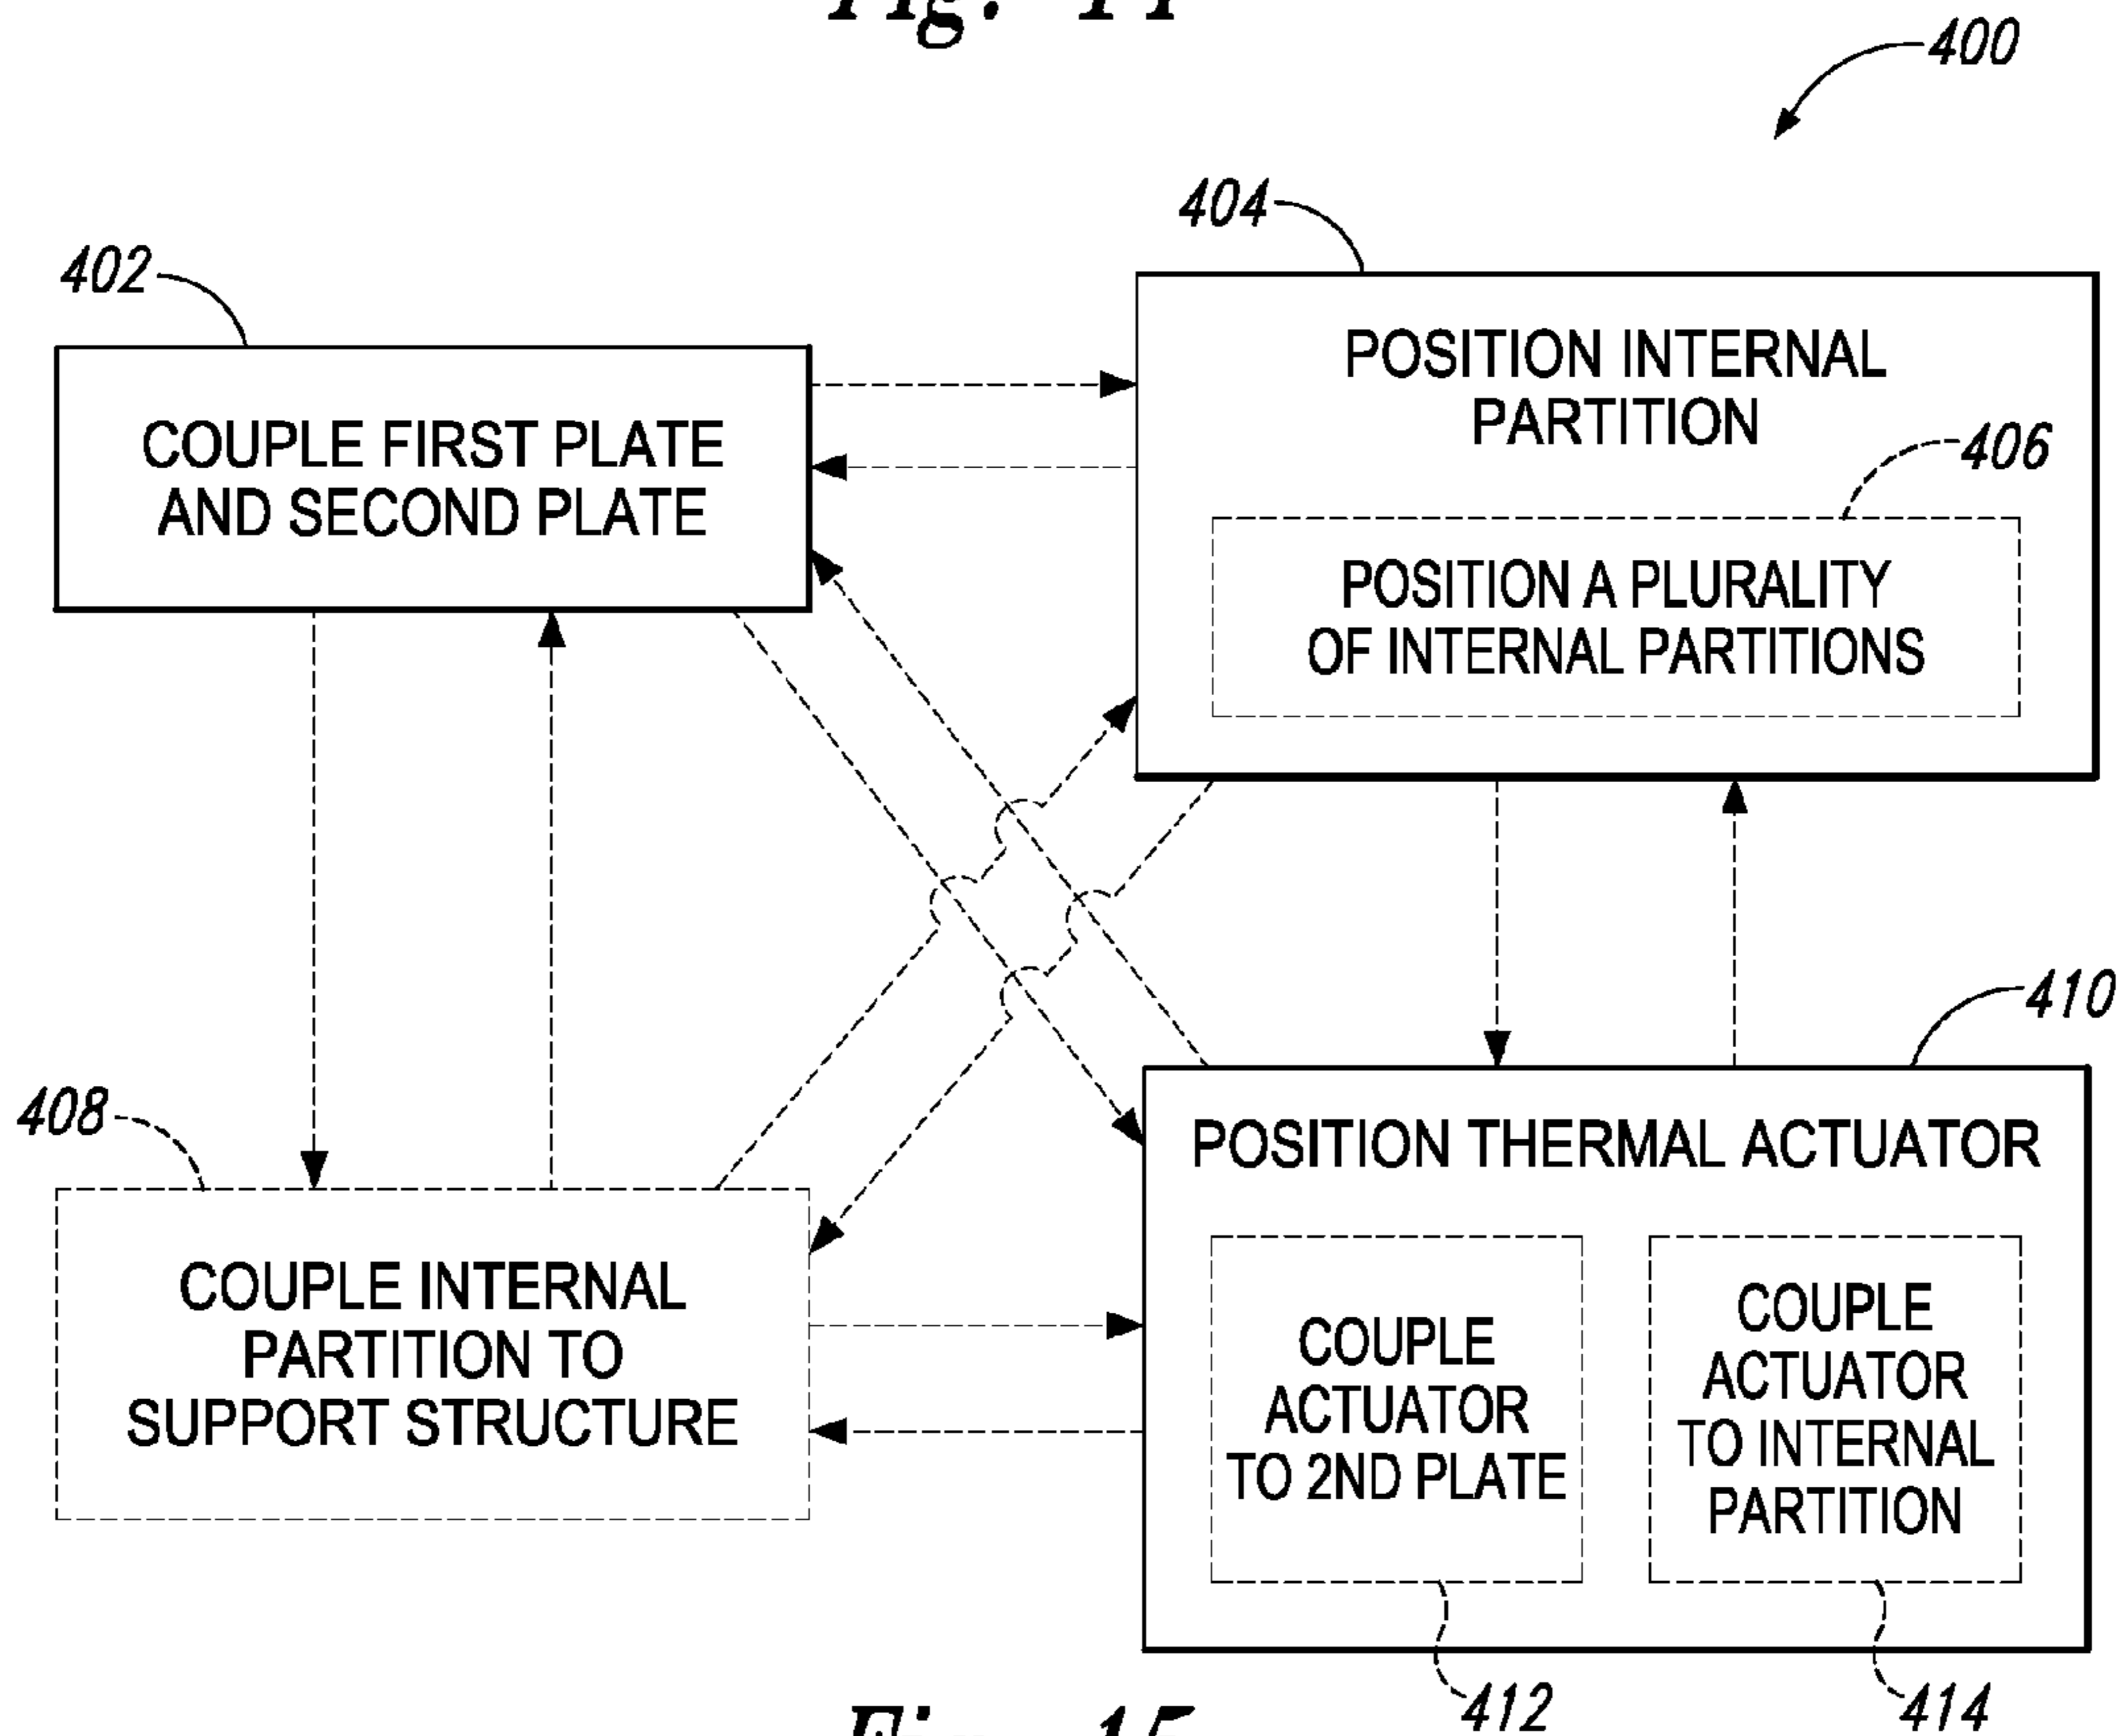 400
404
402
POSITION INTERNAL
PARTITION
406
COUPLE FIRST PLATE
AND SECOND PLATE
POSITION A PLURALITY
OF INTERNAL PARTITIONS
410
408
POSITION THERMAL ACTUATOR
COUPLE INTERNAL
PARTITION TO
SUPPORT STRUCTURE
COUPLE
ACTUATOR
TO 2ND PLATE
COUPLE
ACTUATOR
TO INTERNAL
PARTITION
412
414